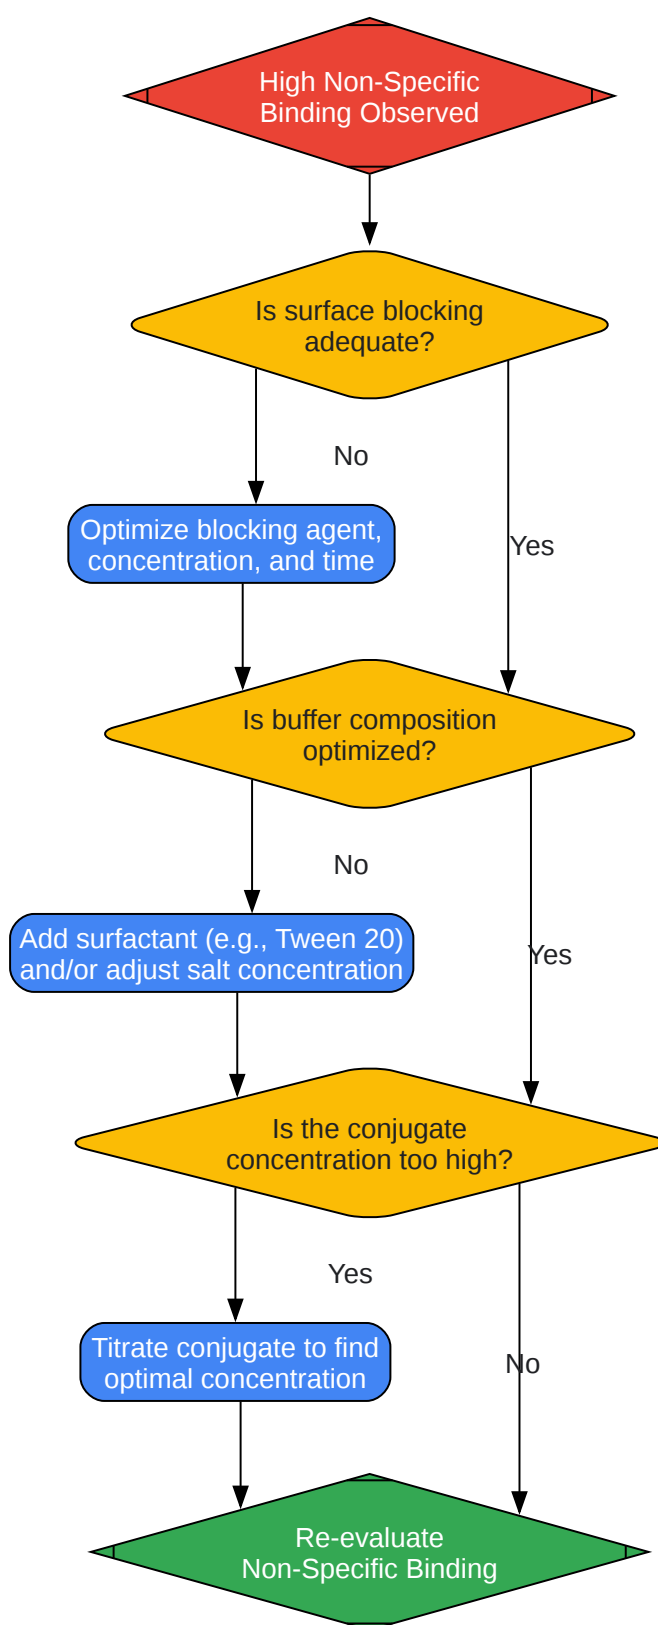 High Non-Specific
Binding Observed
Is surface blocking
adequate?
No
Optimize blocking agent,
concentration, and time
Yes
Is buffer composition
optimized?
No
Add surfactant (e.g., Tween 20)
and/or adjust salt concentration
Yes
Is the conjugate
concentration too high?
Yes
Titrate conjugate to find
optimal concentration
No
Re-evaluate
Non-Specific Binding